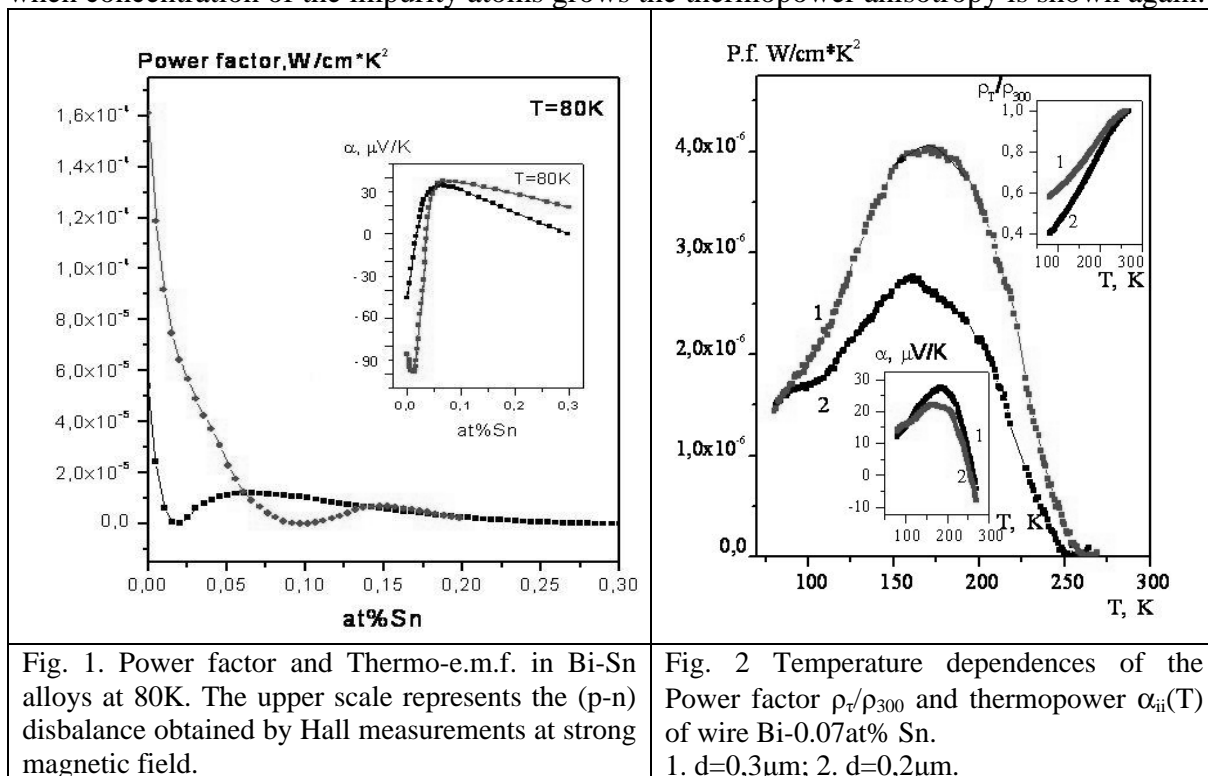 when concentration of the impurity atoms grows the thermopower anisotropy is shown again.
Power factor,W/cm*K²
T=80K
1,6x10⁻⁴
1,4x10⁻⁴
1,2x10⁻⁴
1,0x10⁻⁴
8,0x10⁻⁵
6,0x10⁻⁵
4,0x10⁻⁵
2,0x10⁻⁵
0,0
0,00 0,05 0,10 0,15 0,20 0,25 0,30
at%Sn
α, μV/K
T=80K
30
0
-30
-60
-90
0,0 0,1 0,2 0,3
at%Sn
P.f. W/cm*K²
4,0x10⁻⁶
3,0x10⁻⁶
2,0x10⁻⁶
1,0x10⁻⁶
0,0
100 150 200 250 300
T, K
1
2
ρT/ρ300
1,0
0,8
0,6
0,4
1
2
100 200 300
T, K
α, μV/K
30
20
10
0
-10
1
2
100 200 300
T, K
Fig. 1. Power factor and Thermo-e.m.f. in Bi-Sn
alloys at 80K. The upper scale represents the (p-n)
disbalance obtained by Hall measurements at strong
magnetic field.
Fig. 2 Temperature dependences of the
Power factor ρτ/ρ300 and thermopower αii(T)
of wire Bi-0.07at% Sn.
1. d=0,3μm; 2. d=0,2μm.